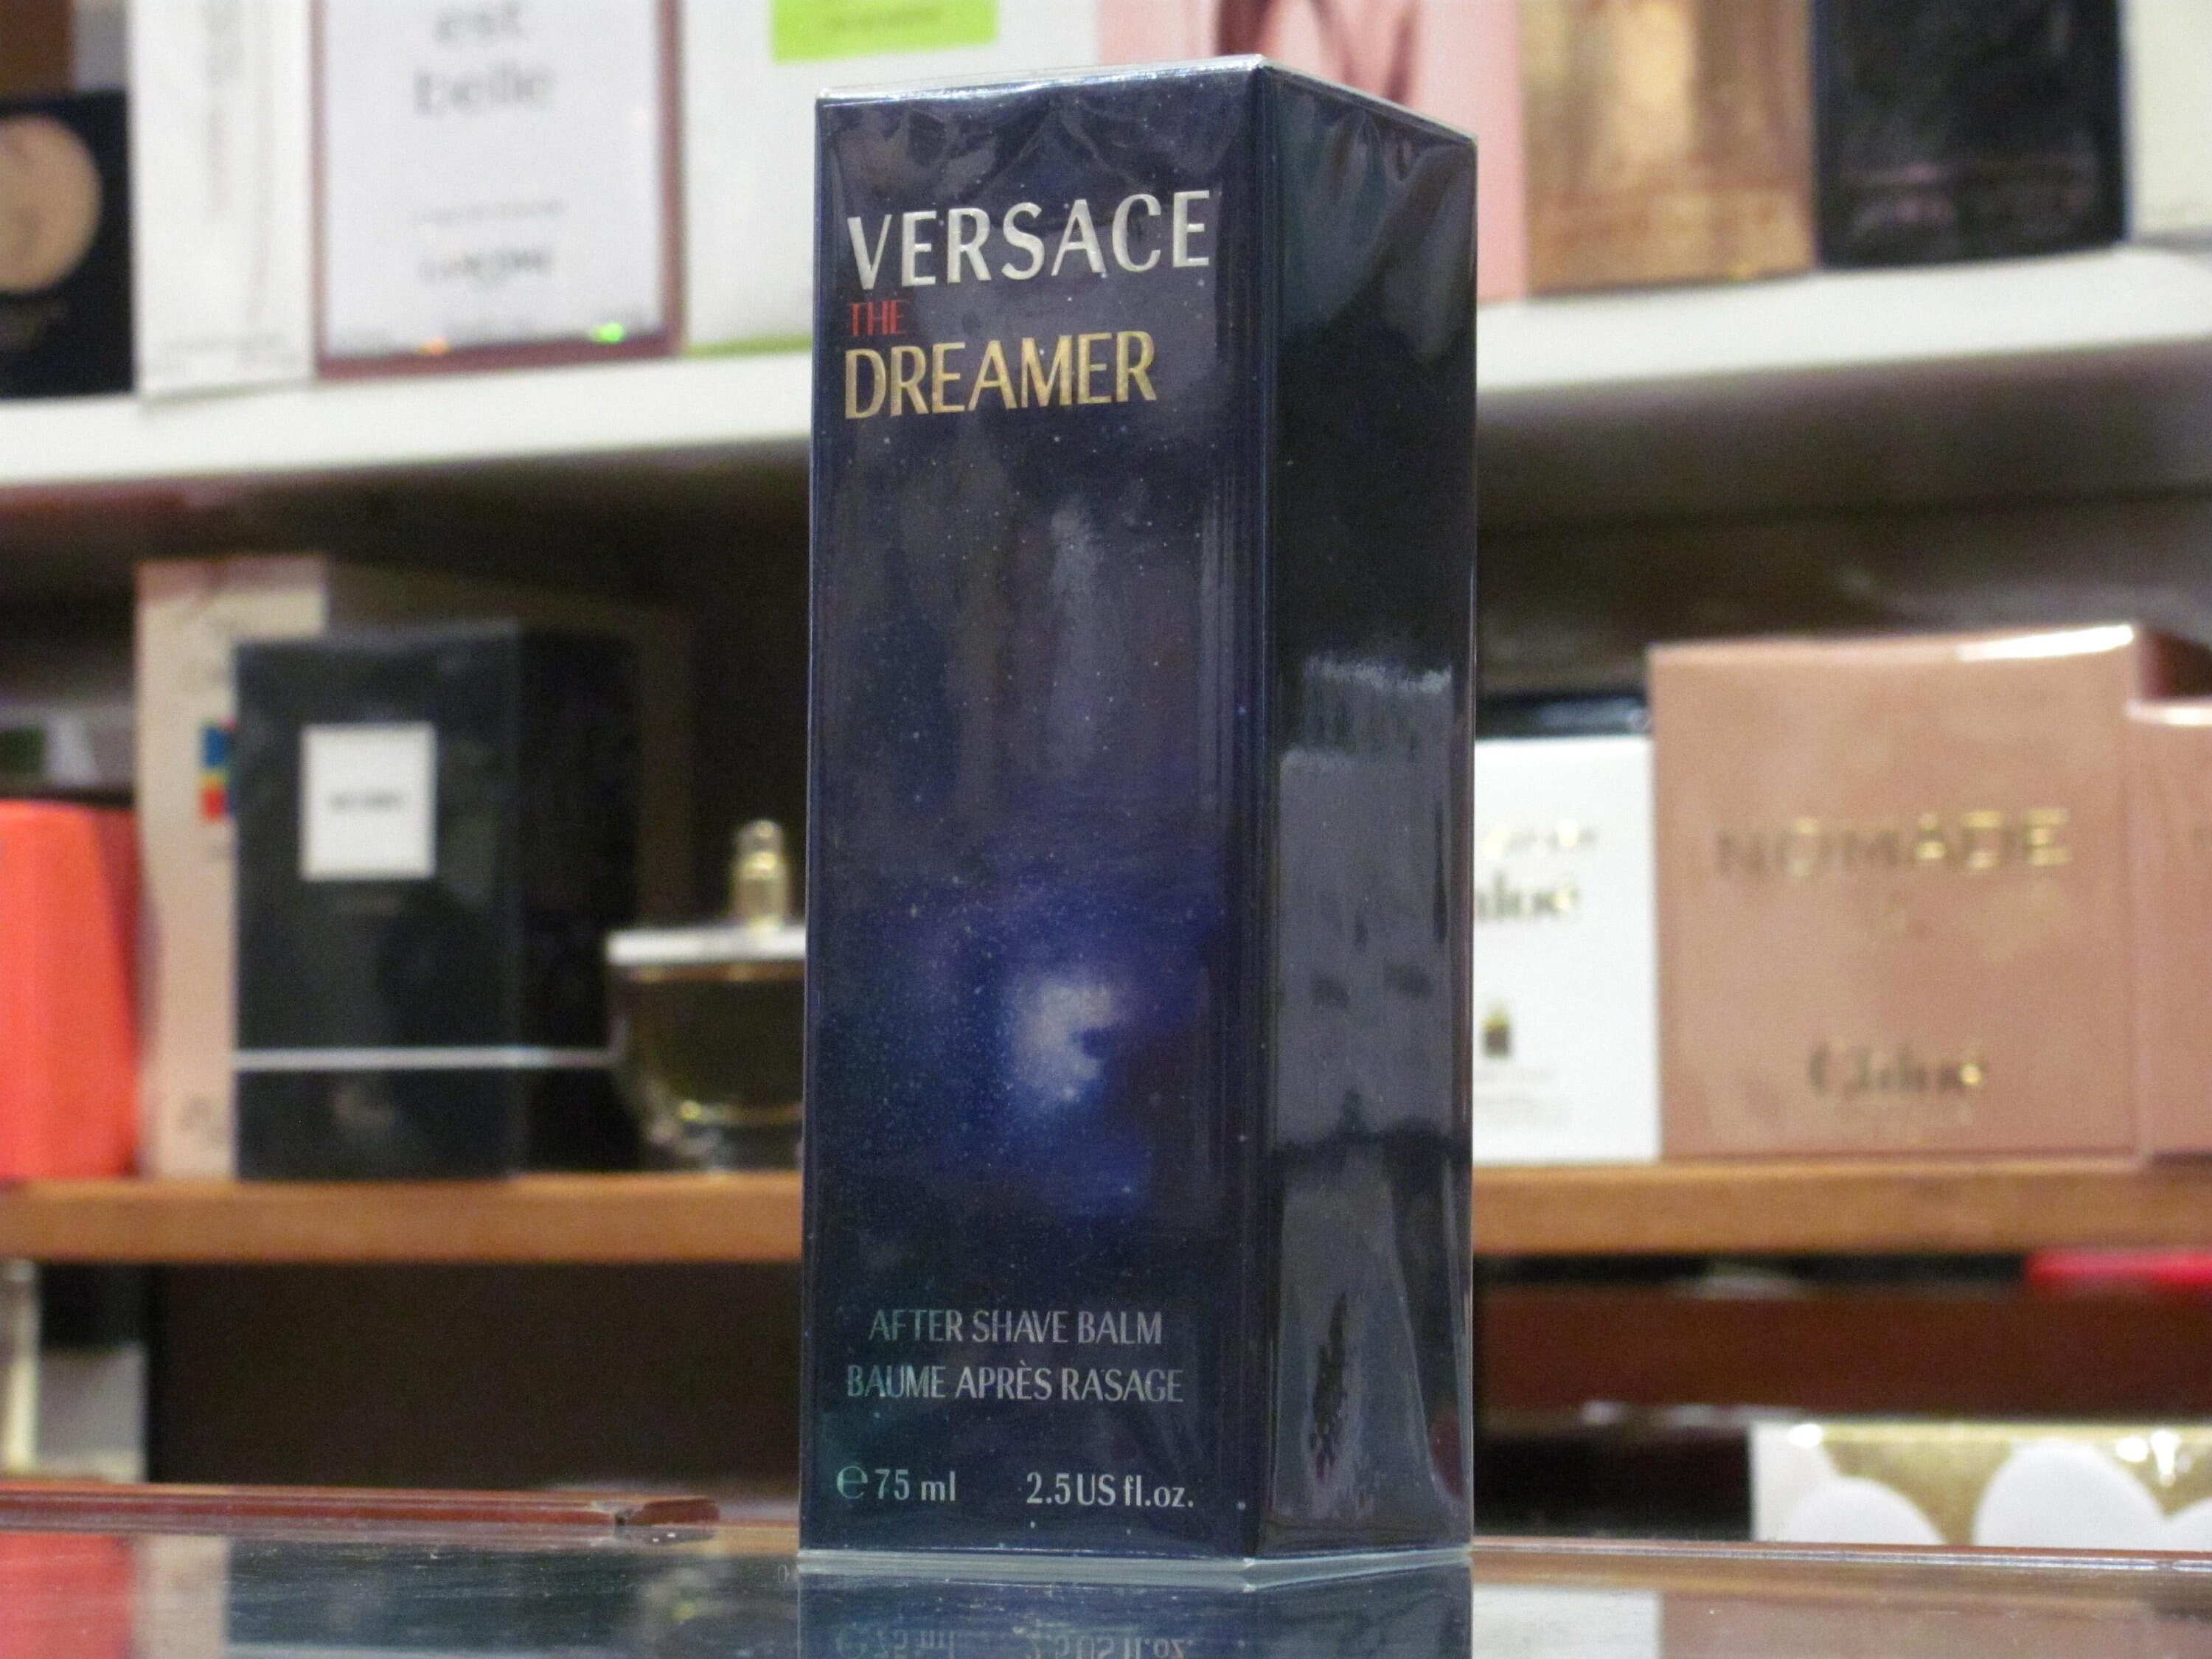 est
belle
VERSACE
THE
DREAMER
NOMADE
Chloé
AFTER SHAVE BALM
BAUME APRÈS RASAGE
℮ 75 ml 2.5 US fl.oz.